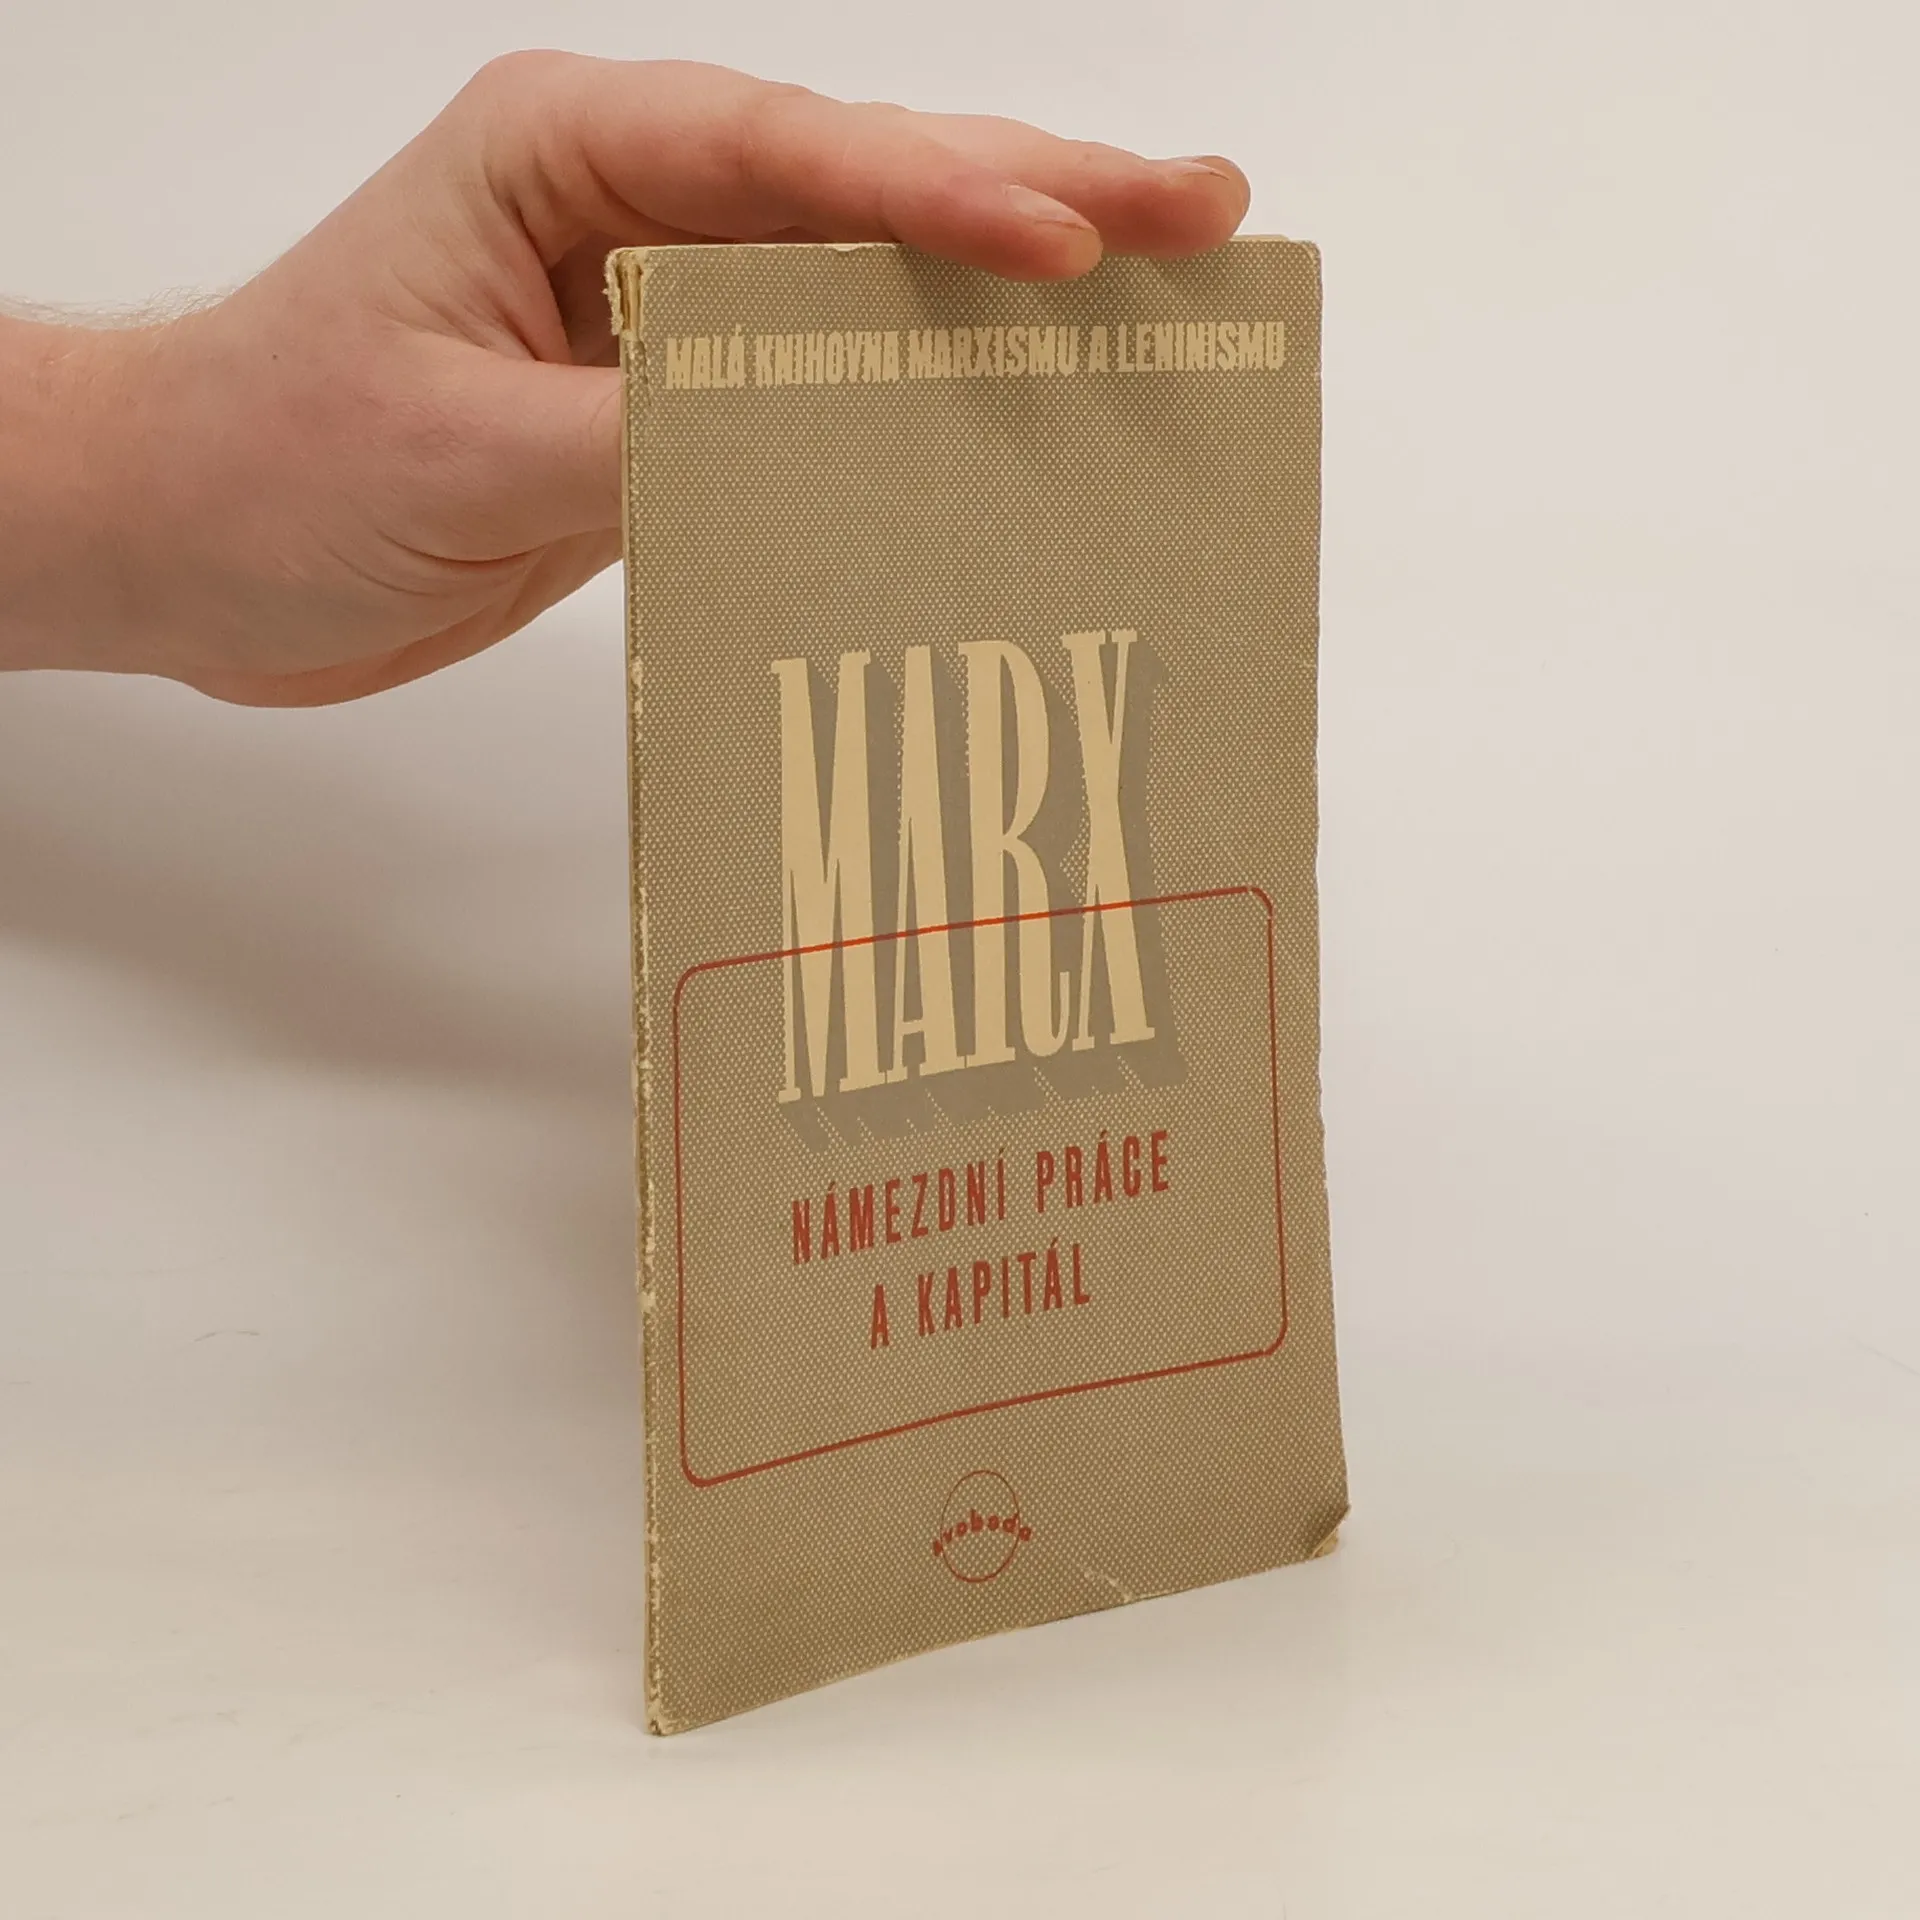 MALÁ KNIHOVNA MARXISMU A LENINISMU
MARX
NÁMEZDNÍ PRÁCE
A KAPITÁL
svoboda